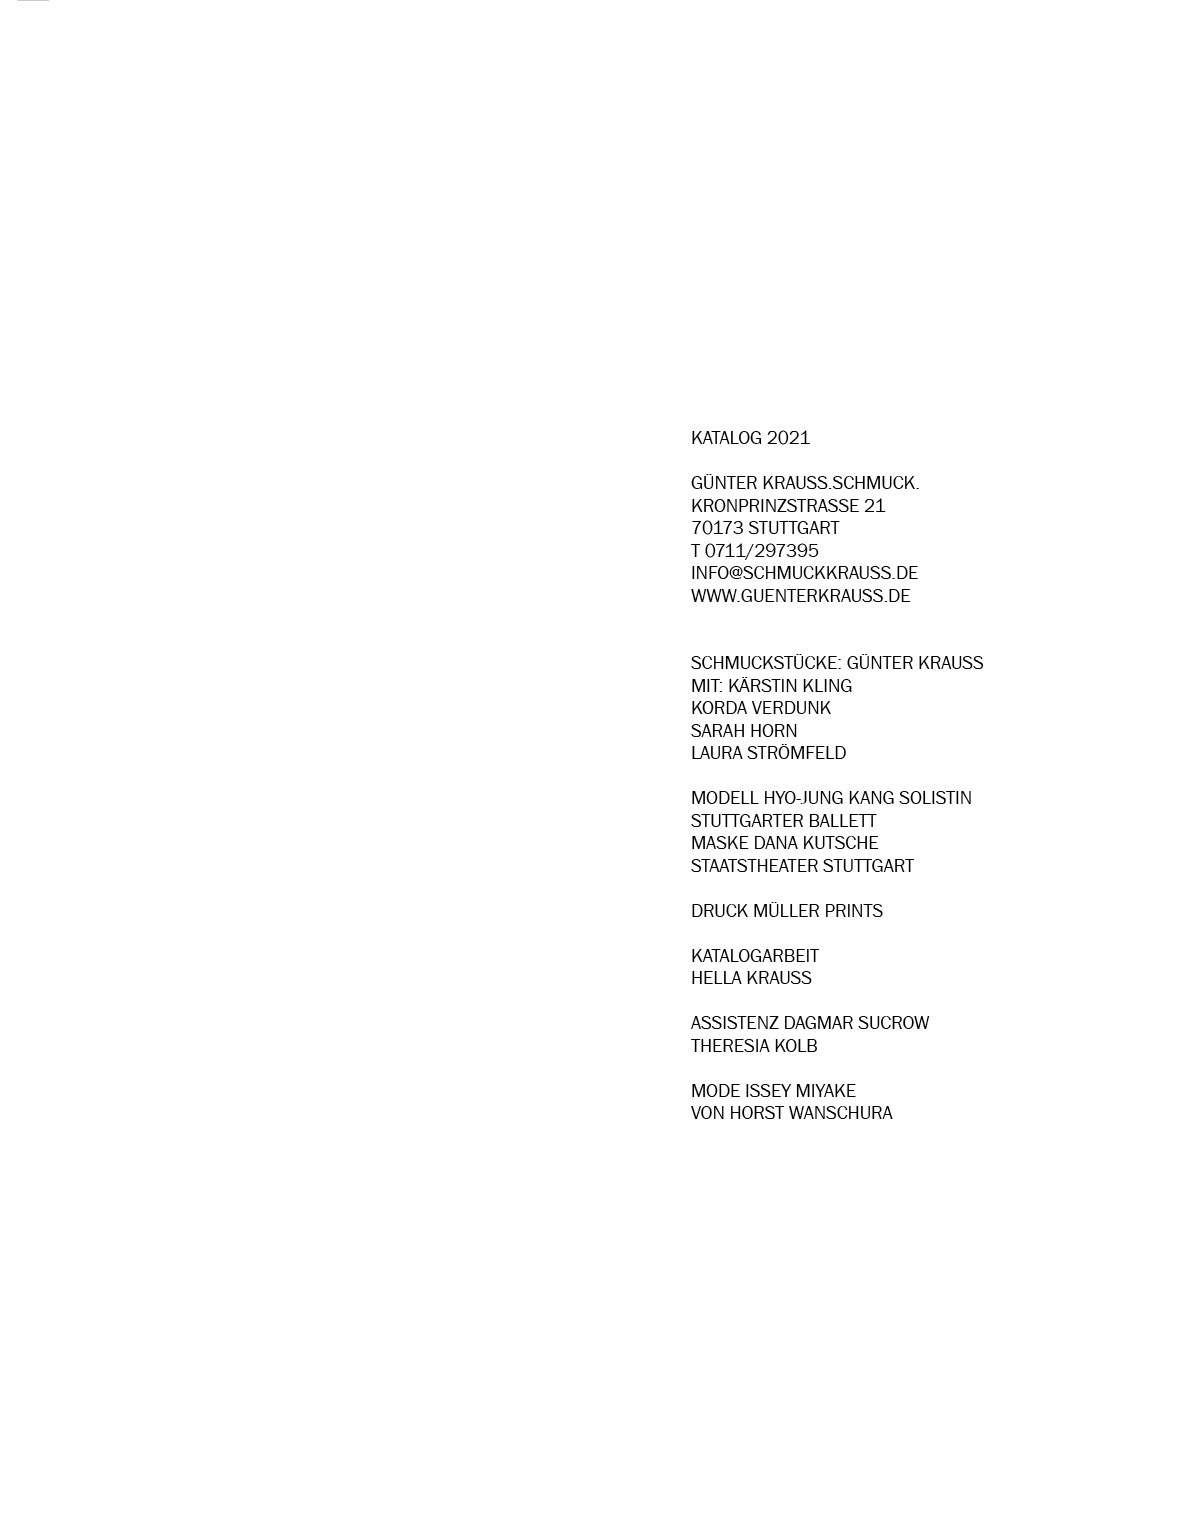 KATALOG 2021
GÜNTER KRAUSS.SCHMUCK.
KRONPRINZSTRASSE 21
70173 STUTTGART
T 0711/297395
INFO@SCHMUCKKRAUSS.DE
WWW.GUENTERKRAUSS.DE
SCHMUCKSTÜCKE: GÜNTER KRAUSS
MIT: KÄRSTIN KLING
KORDA VERDUNK
SARAH HORN
LAURA STRÖMFELD
MODELL HYO-JUNG KANG SOLISTIN
STUTTGARTER BALLETT
MASKE DANA KUTSCHE
STAATSTHEATER STUTTGART
DRUCK MÜLLER PRINTS
KATALOGARBEIT
HELLA KRAUSS
ASSISTENZ DAGMAR SUCROW
THERESIA KOLB
MODE ISSEY MIYAKE
VON HORST WANSCHURA